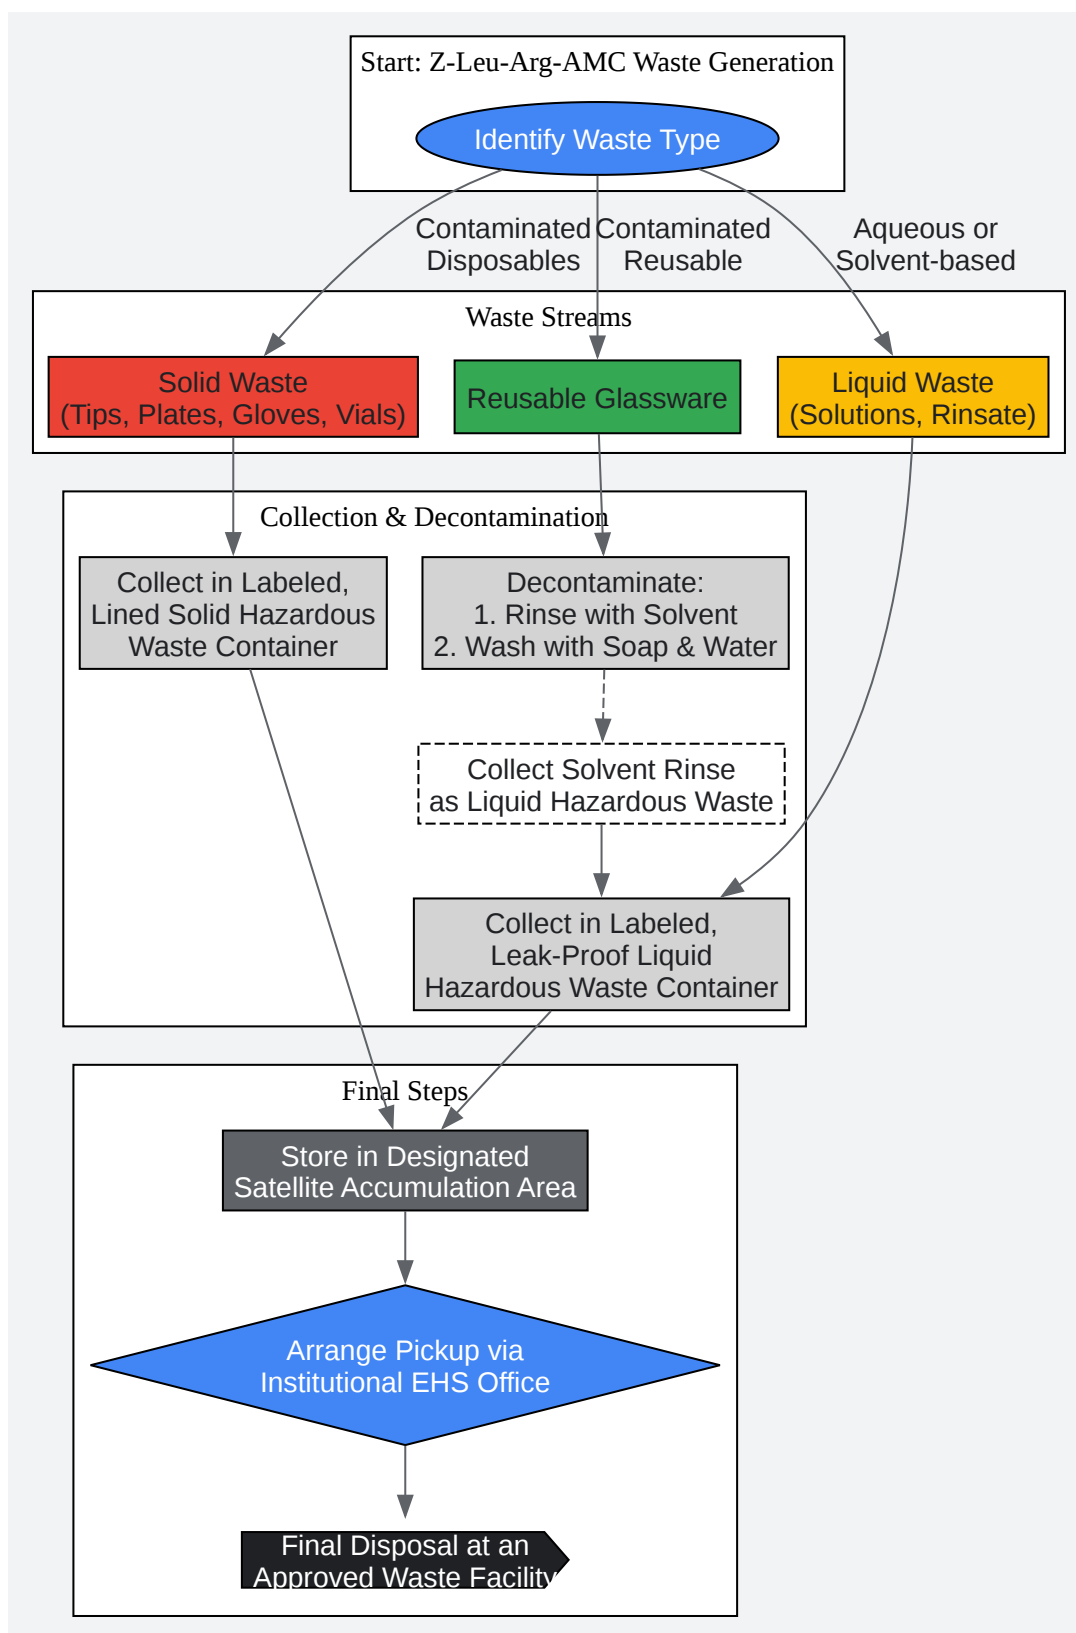 Start: Z-Leu-Arg-AMC Waste Generation
Identify Waste Type
Contaminated
Disposables
Contaminated
Reusable
Aqueous or
Solvent-based
Waste Streams
Solid Waste
(Tips, Plates, Gloves, Vials)
Reusable Glassware
Liquid Waste
(Solutions, Rinsate)
Collection & Decontamination
Collect in Labeled,
Lined Solid Hazardous
Waste Container
Decontaminate:
1. Rinse with Solvent
2. Wash with Soap & Water
Collect Solvent Rinse
as Liquid Hazardous Waste
Collect in Labeled,
Leak-Proof Liquid
Hazardous Waste Container
Final Steps
Store in Designated
Satellite Accumulation Area
Arrange Pickup via
Institutional EHS Office
Final Disposal at an
Approved Waste Facility